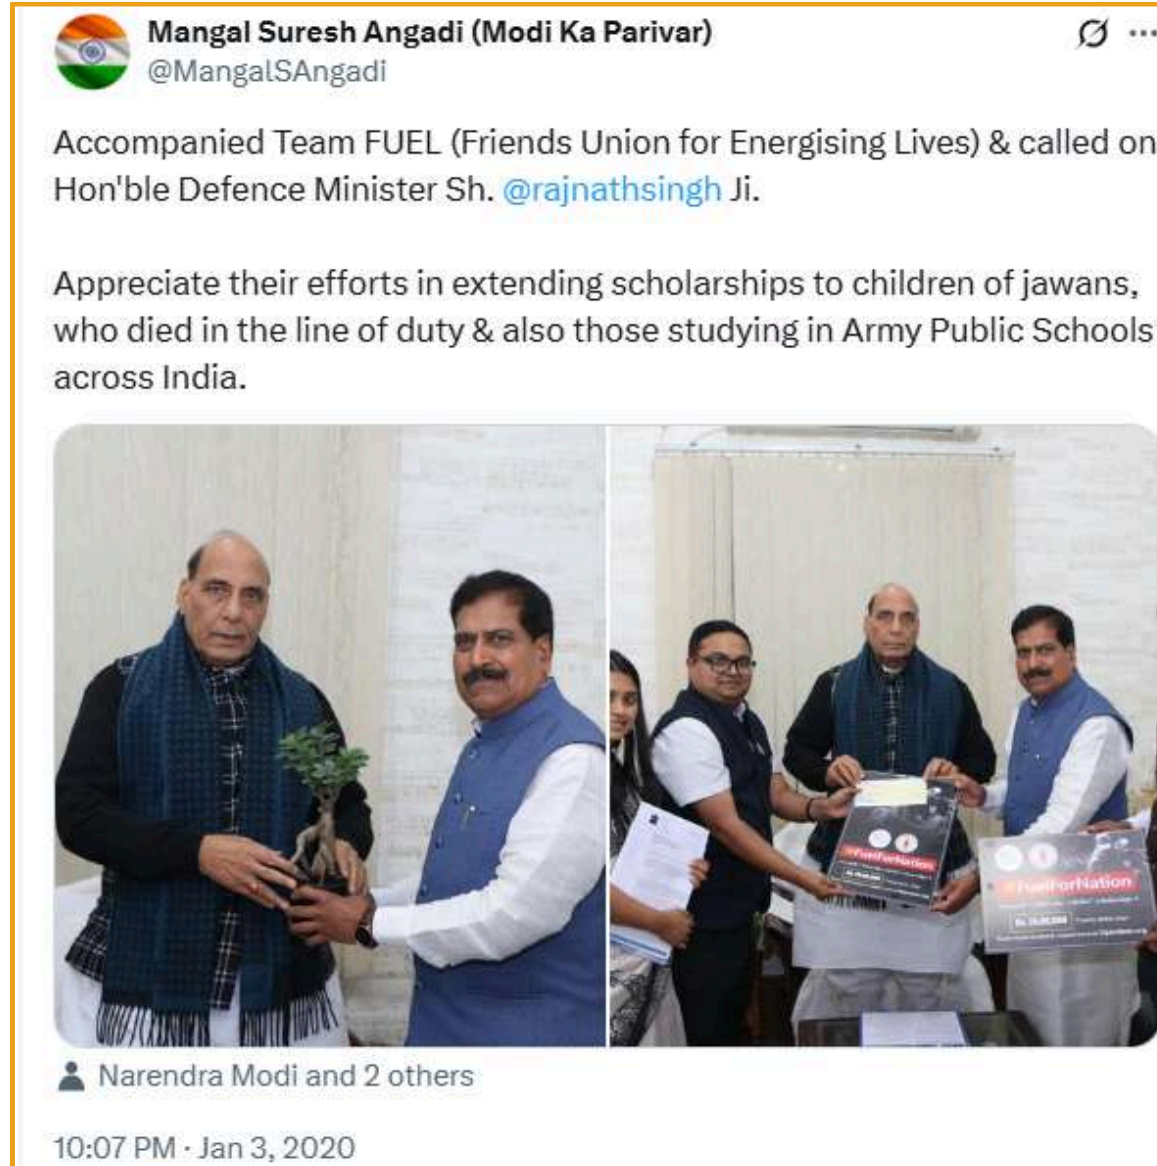 Mangal Suresh Angadi (Modi Ka Parivar)
@MangalSAngadi
Accompanied Team FUEL (Friends Union for Energising Lives) & called on
Hon'ble Defence Minister Sh. @rajnathsingh Ji.
Appreciate their efforts in extending scholarships to children of jawans,
who died in the line of duty & also those studying in Army Public Schools
across India.
#FuelForNation
#FuelForNation
Narendra Modi and 2 others
10:07 PM · Jan 3, 2020